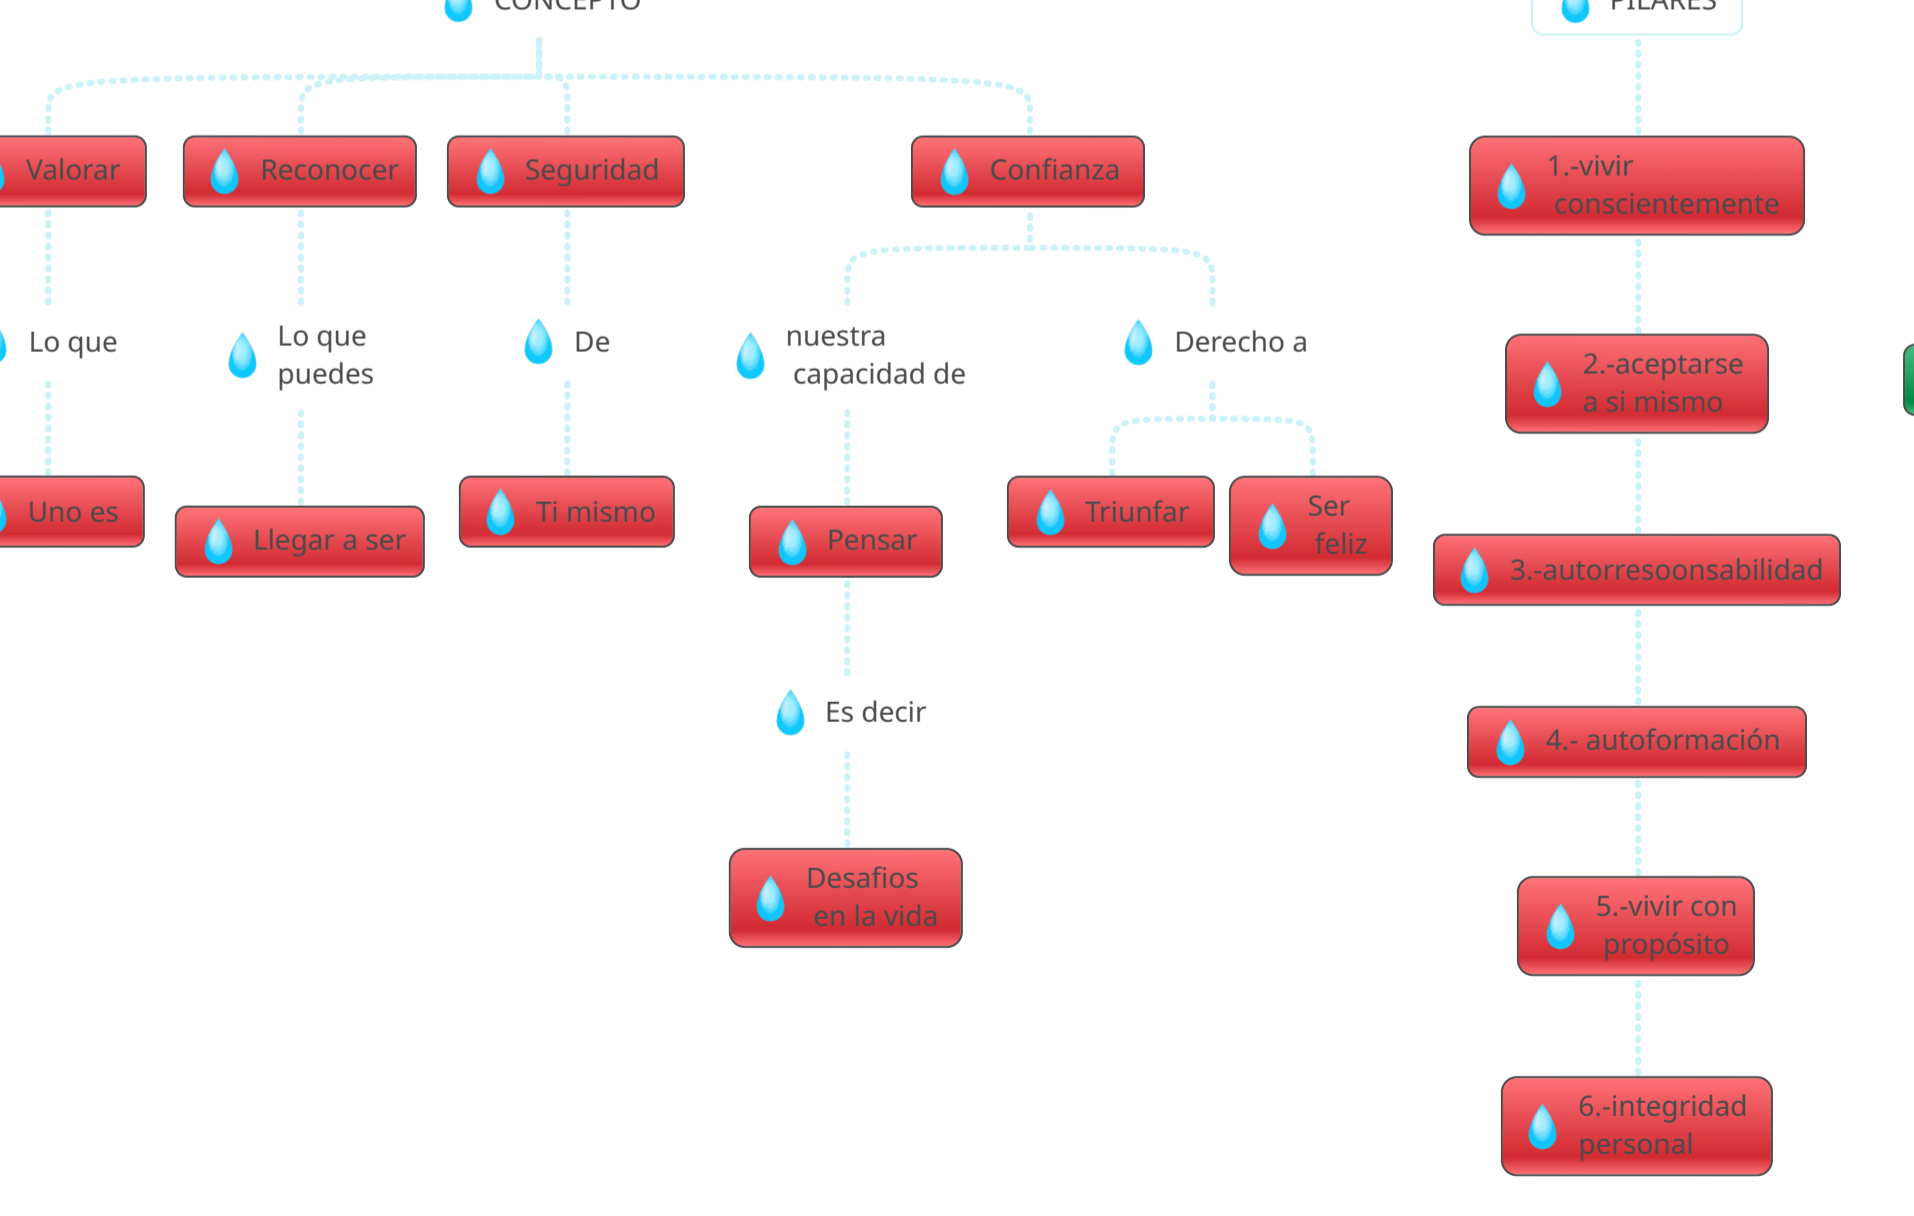 CONCEPTO
PILARES
Valorar
Reconocer
Seguridad
Confianza
1.-vivir
conscientemente
Lo que
Lo que
puedes
De
nuestra
capacidad de
Derecho a
2.-aceptarse
a si mismo
Uno es
Llegar a ser
Ti mismo
Pensar
Triunfar
Ser
feliz
3.-autorresoonsabilidad
Es decir
4.- autoformación
Desafios
en la vida
5.-vivir con
propósito
6.-integridad
personal